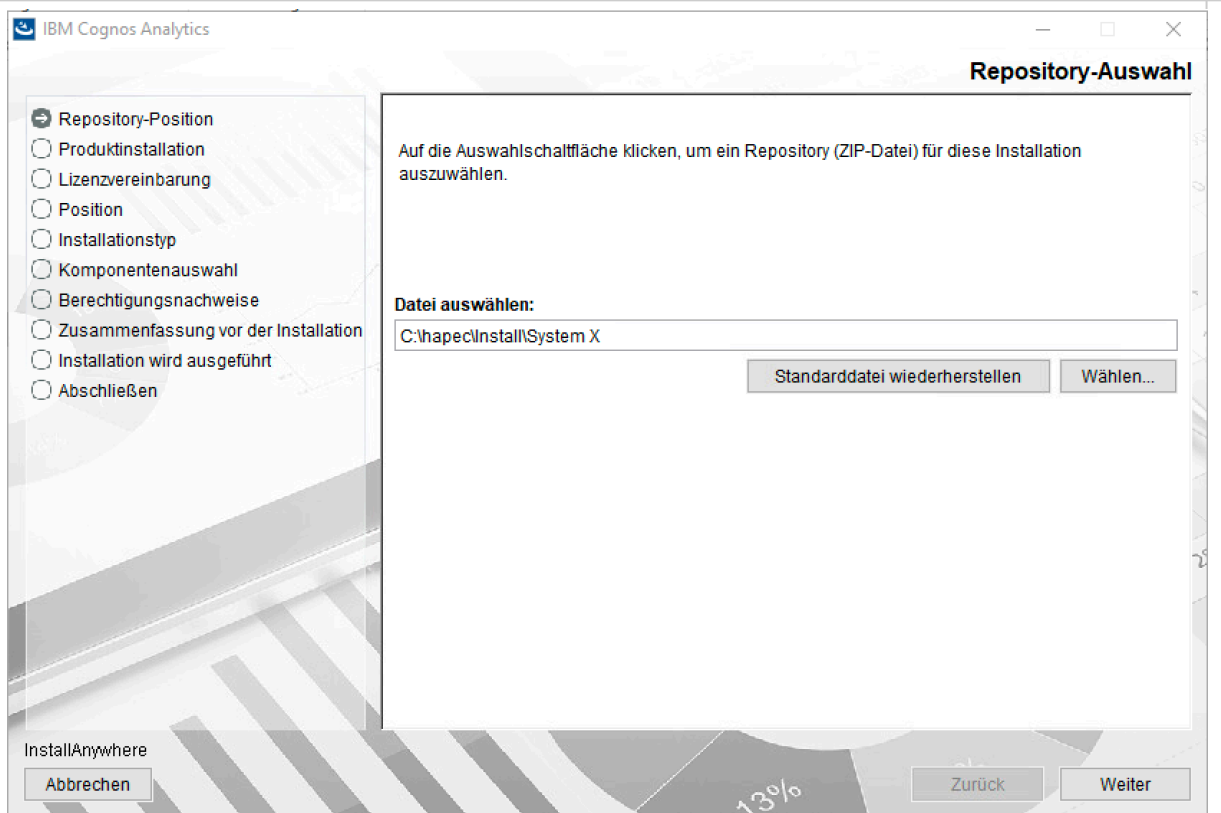 IBM Cognos Analytics
Repository-Auswahl
Repository-Position
Produktinstallation
Lizenzvereinbarung
Position
Installationstyp
Komponentenauswahl
Berechtigungsnachweise
Zusammenfassung vor der Installation
Installation wird ausgeführt
Abschließen
Auf die Auswahlschaltfläche klicken, um ein Repository (ZIP-Datei) für diese Installation
auszuwählen.
Datei auswählen:
C:\hapec\Install\System X
Standarddatei wiederherstellen
Wählen...
InstallAnywhere
Abbrechen
Zurück
Weiter
13%